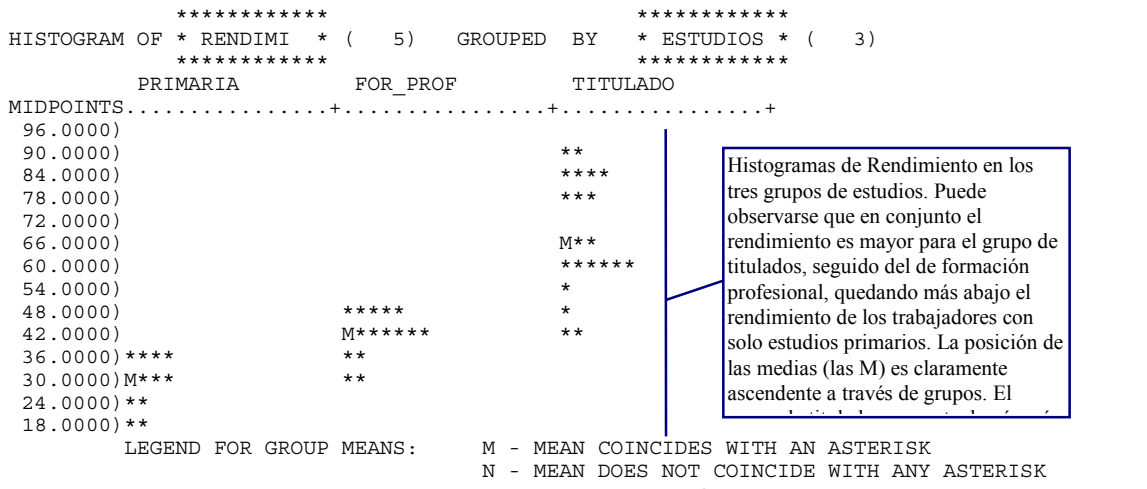 ************ ************
HISTOGRAM OF * RENDIMI * ( 5) GROUPED BY * ESTUDIOS * ( 3)
************ ************
PRIMARIA FOR_PROF TITULADO
MIDPOINTS................+................+................+
96.0000)
90.0000) **
84.0000) ****
78.0000) ***
72.0000)
66.0000) M**
60.0000) ******
54.0000) *
48.0000) ***** *
42.0000) M****** **
36.0000)**** **
30.0000)M*** **
24.0000)**
18.0000)**
Histogramas de Rendimiento en los
tres grupos de estudios. Puede
observarse que en conjunto el
rendimiento es mayor para el grupo de
titulados, seguido del de formación
profesional, quedando más abajo el
rendimiento de los trabajadores con
solo estudios primarios. La posición de
las medias (las M) es claramente
ascendente a través de grupos. El
LEGEND FOR GROUP MEANS: M - MEAN COINCIDES WITH AN ASTERISK
N - MEAN DOES NOT COINCIDE WITH ANY ASTERISK